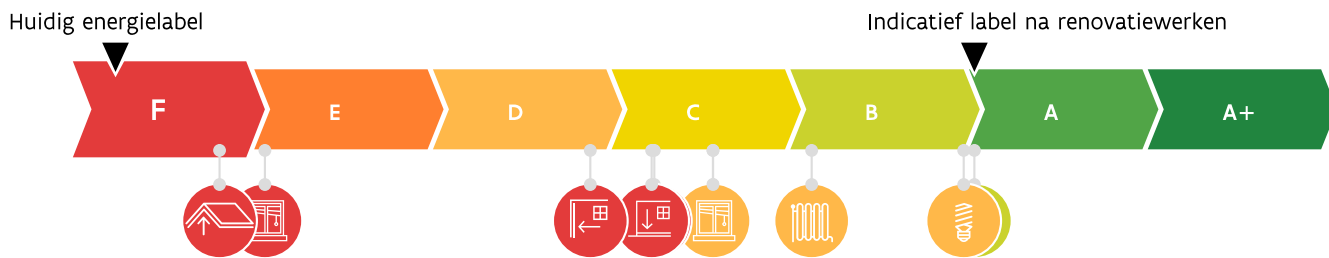 Huidig energielabel
Indicatief label na renovatiewerken
F
E
D
C
B
A
A+